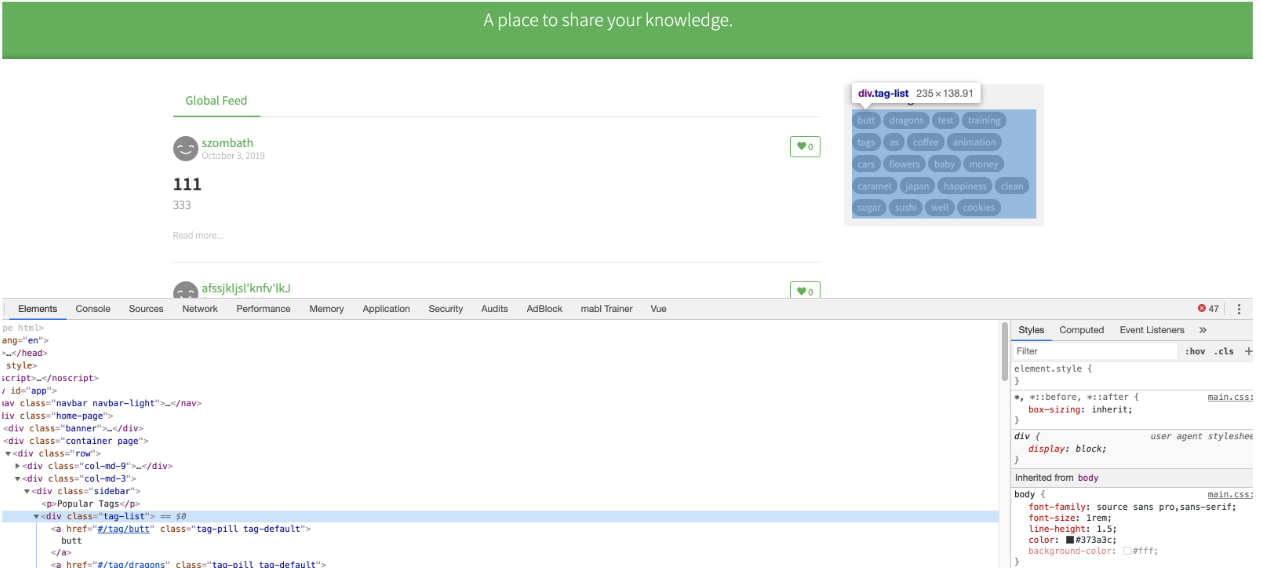 A place to share your knowledge.
Global Feed
szombath
October 3, 2019
0
111
333
Read more...
afssjkljsl'knfv'lkJ
0
div.tag-list 235 × 138.91
butt dragons test training
tags as coffee animation
cars flowers baby money
caramel japan happiness clean
sugar sushi well cookies
Elements Console Sources Network Performance Memory Application Security Audits AdBlock mabl Trainer Vue 47
pe html>
ang="en">
>…</head>
style>
script>…</noscript>
id="app">
nav class="navbar navbar-light">…</nav>
div class="home-page">
<div class="banner">…</div>
<div class="container page">
<div class="row">
<div class="col-md-9">…</div>
<div class="col-md-3">
<div class="sidebar">
<p>Popular Tags</p>
<div class="tag-list"> == $0
<a href="#/tag/butt" class="tag-pill tag-default">
butt
</a>
<a href="#/tag/dragons" class="tag-pill tag-default">
Styles Computed Event Listeners »
Filter :hov .cls +
element.style {
}
*, *::before, *::after { main.css:
box-sizing: inherit;
}
div { user agent styleshee
display: block;
}
Inherited from body
body { main.css:
font-family: source sans pro,sans-serif;
font-size: 1rem;
line-height: 1.5;
color: #373a3c;
background-color: #fff;
}